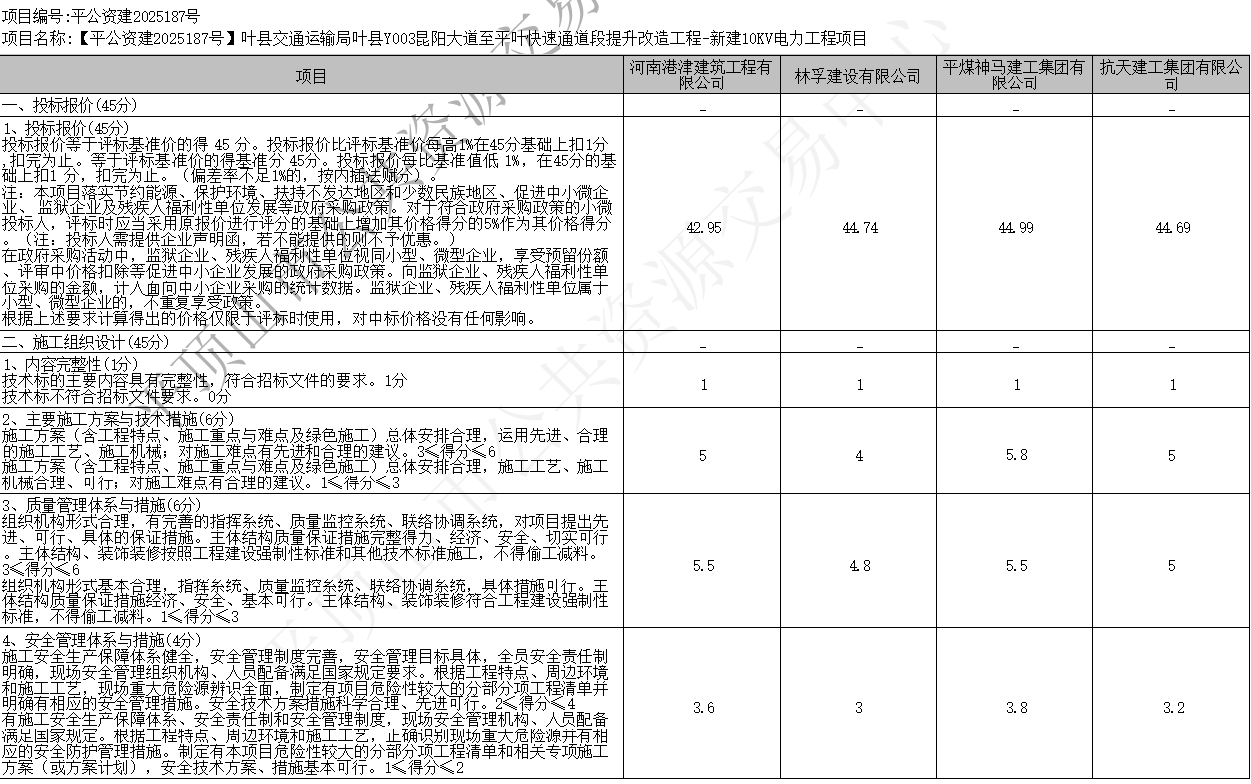 项目编号:平公资建2025187号
项目名称:【平公资建2025187号】叶县交通运输局叶县Y003昆阳大道至平叶快速通道段提升改造工程-新建10KV电力工程项目
项目
河南港津建筑工程有
限公司
林孚建设有限公司
平煤神马建工集团有
限公司
抗天建工集团有限公
司
一、投标报价(45分)
_
_
_
_
1、投标报价(45分)
投标报价等于评标基准价的得 45 分。投标报价比评标基准价每高1%在45分基础上扣1分
,扣完为止。等于评标基准价的得基准分 45分。投标报价每比基准值低 1%，在45分的基
础上扣1 分，扣完为止。（偏差率不足1%的，按内插法赋分）。
注：本项目落实节约能源、保护环境、扶持不发达地区和少数民族地区、促进中小微企
业、 监狱企业及残疾人福利性单位发展等政府采购政策。对于符合政府采购政策的小微
投标人，评标时应当采用原报价进行评分的基础上增加其价格得分的5%作为其价格得分
。（注：投标人需提供企业声明函，若不能提供的则不予优惠。）
在政府采购活动中，监狱企业、残疾人福利性单位视同小型、微型企业，享受预留份额
、评审中价格扣除等促进中小企业发展的政府采购政策。向监狱企业、残疾人福利性单
位采购的金额，计入面向中小企业采购的统计数据。监狱企业、残疾人福利性单位属于
小型、微型企业的，不重复享受政策。
根据上述要求计算得出的价格仅限于评标时使用，对中标价格没有任何影响。
42.95
44.74
44.99
44.69
二、施工组织设计(45分)
_
_
_
_
1、内容完整性(1分)
技术标的主要内容具有完整性，符合招标文件的要求。1分
技术标不符合招标文件要求。0分
1
1
1
1
2、主要施工方案与技术措施(6分)
施工方案（含工程特点、施工重点与难点及绿色施工）总体安排合理，运用先进、合理
的施工工艺、施工机械；对施工难点有先进和合理的建议。3≤得分≤6
施工方案（含工程特点、施工重点与难点及绿色施工）总体安排合理，施工工艺、施工
机械合理、可行；对施工难点有合理的建议。1≤得分≤3
5
4
5.8
5
3、质量管理体系与措施(6分)
组织机构形式合理，有完善的指挥系统、质量监控系统、联络协调系统，对项目提出先
进、可行、具体的保证措施。主体结构质量保证措施完整得力、经济、安全、切实可行
。主体结构、装饰装修按照工程建设强制性标准和其他技术标准施工，不得偷工减料。
3≤得分≤6
组织机构形式基本合理，指挥系统、质量监控系统、联络协调系统，具体措施可行。主
体结构质量保证措施经济、安全、基本可行。主体结构、装饰装修符合工程建设强制性
标准，不得偷工减料。1≤得分≤3
5.5
4.8
5.5
5
4、安全管理体系与措施(4分)
施工安全生产保障体系健全，安全管理制度完善，安全管理目标具体，全员安全责任制
明确，现场安全管理组织机构、人员配备满足国家规定要求。根据工程特点、周边环境
和施工工艺，现场重大危险源辨识全面，制定有项目危险性较大的分部分项工程清单并
明确有相应的安全管理措施。安全技术方案措施科学合理、先进可行。2≤得分≤4
有施工安全生产保障体系、安全责任制和安全管理制度，现场安全管理机构、人员配备
满足国家规定。根据工程特点、周边环境和施工工艺，正确识别现场重大危险源并有相
应的安全防护管理措施。制定有本项目危险性较大的分部分项工程清单和相关专项施工
方案（或方案计划），安全技术方案、措施基本可行。1≤得分≤2
3.6
3
3.8
3.2
平顶山市公共资源交易中心